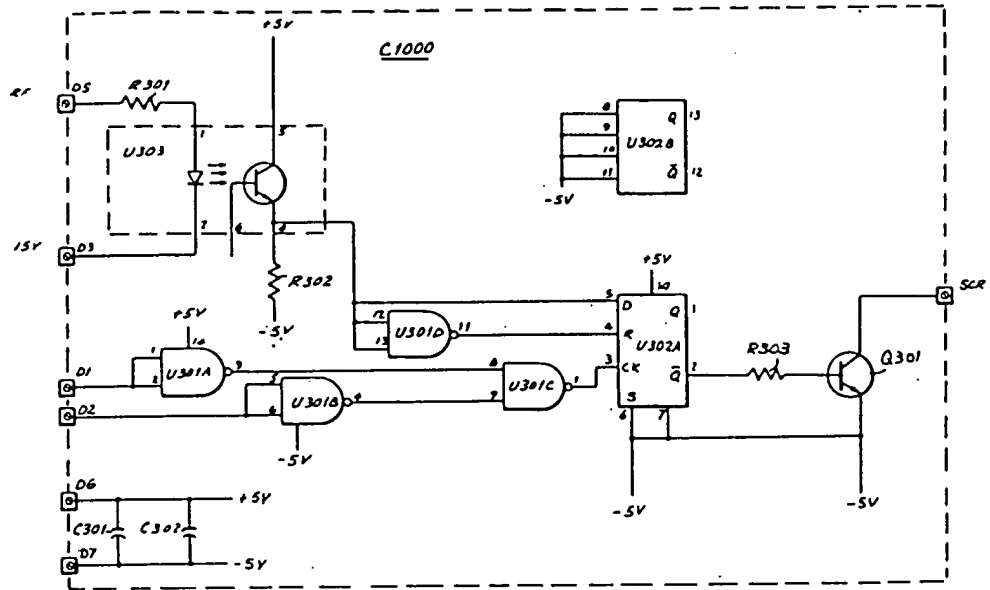 C1000
+5V
RF
D5
R301
1
5
U303
2
6
4
15V
D3
R302
-5V
8
9
10
11
U302B
Q
13
Q̅
12
-5V
+5V
14
1
2
U301A
3
D1
D2
5
6
U301B
4
-5V
12
13
U301D
11
8
9
U301C
+5V
5
D
Q
1
4
R
U302A
3
CK
Q̅
2
S
6
7
-5V
R303
Q301
-5V
SCR
D6
+5V
C301
C302
D7
-5V